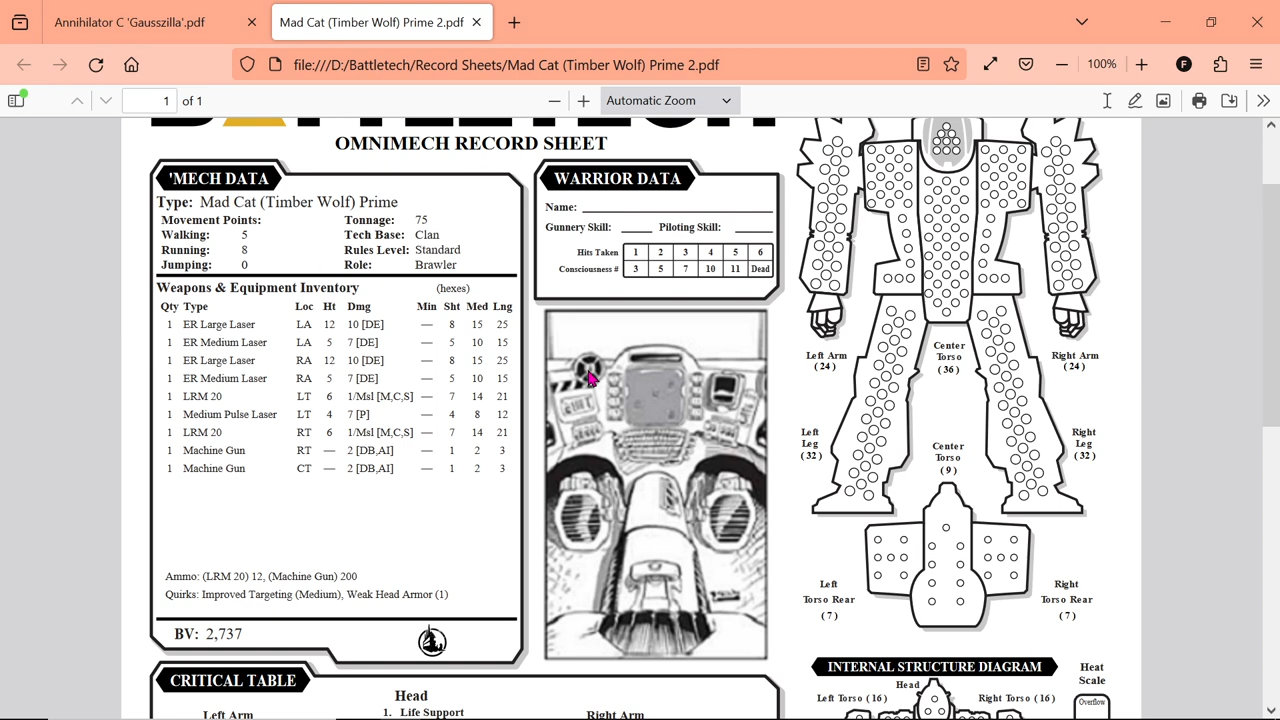 Annihilator C 'Gausszilla'.pdf
Mad Cat (Timber Wolf) Prime 2.pdf
file:///D:/Battletech/Record Sheets/Mad Cat (Timber Wolf) Prime 2.pdf
100%
F
1 of 1
Automatic Zoom
OMNIMECH RECORD SHEET
'MECH DATA
Type: Mad Cat (Timber Wolf) Prime
Movement Points: Tonnage: 75
Walking: 5 Tech Base: Clan
Running: 8 Rules Level: Standard
Jumping: 0 Role: Brawler
Weapons & Equipment Inventory (hexes)
Qty Type Loc Ht Dmg Min Sht Med Lng
1 ER Large Laser LA 12 10 [DE] — 8 15 25
1 ER Medium Laser LA 5 7 [DE] — 5 10 15
1 ER Large Laser RA 12 10 [DE] — 8 15 25
1 ER Medium Laser RA 5 7 [DE] — 5 10 15
1 LRM 20 LT 6 1/Msl [M,C,S] — 7 14 21
1 Medium Pulse Laser LT 4 7 [P] — 4 8 12
1 LRM 20 RT 6 1/Msl [M,C,S] — 7 14 21
1 Machine Gun RT — 2 [DB,AI] — 1 2 3
1 Machine Gun CT — 2 [DB,AI] — 1 2 3
Ammo: (LRM 20) 12, (Machine Gun) 200
Quirks: Improved Targeting (Medium), Weak Head Armor (1)
BV: 2,737
WARRIOR DATA
Name:
Gunnery Skill: Piloting Skill:
Hits Taken 1 2 3 4 5 6
Consciousness # 3 5 7 10 11 Dead
Left Arm
(24)
Center
Torso
(36)
Right Arm
(24)
Left
Leg
(32)
Center
Torso
(9)
Right
Leg
(32)
Left
Torso Rear
(7)
Right
Torso Rear
(7)
INTERNAL STRUCTURE DIAGRAM
Head
Left Torso (16) Right Torso (16)
Heat
Scale
Overflow
CRITICAL TABLE
Head
Left Arm 1. Life Support Right Arm